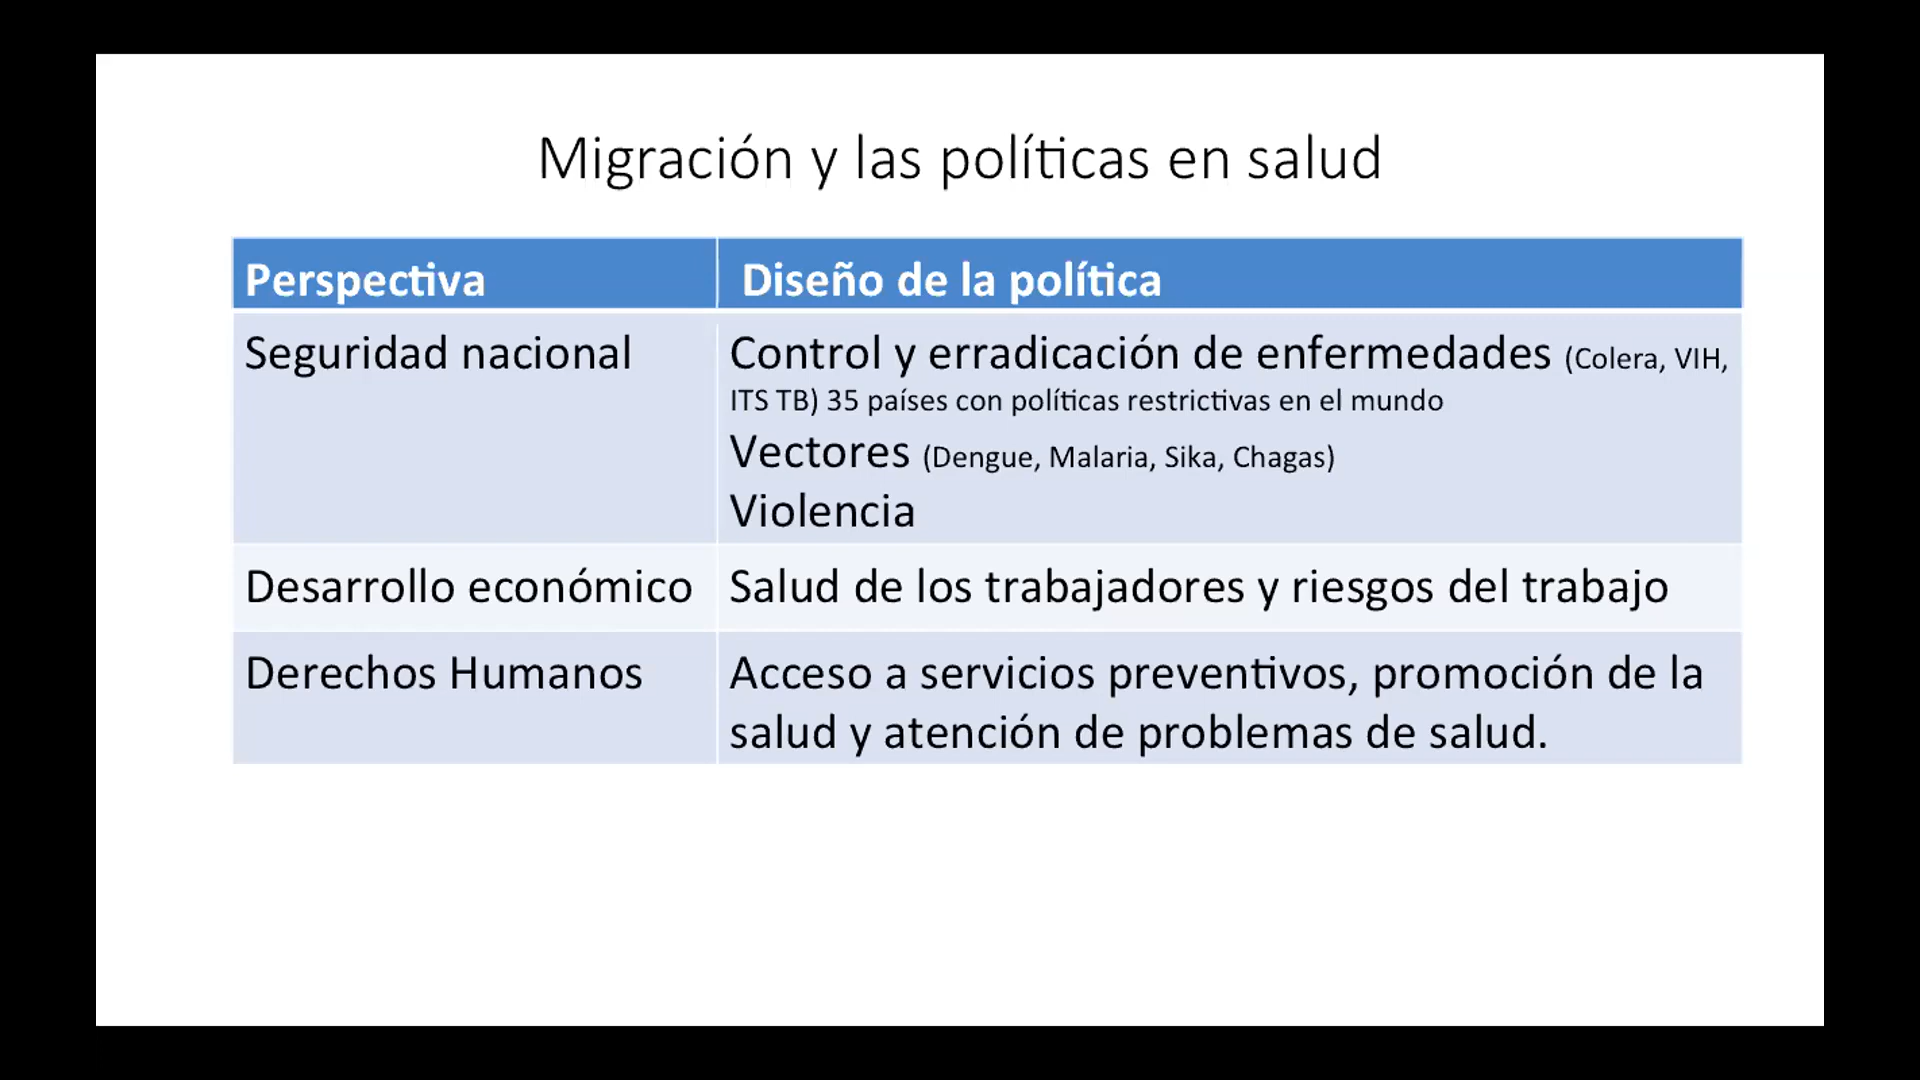 Migración y las políticas en salud
Perspectiva Diseño de la política
Seguridad nacional Control y erradicación de enfermedades (Colera, VIH,
ITS TB) 35 países con políticas restrictivas en el mundo
Vectores (Dengue, Malaria, Sika, Chagas)
Violencia
Desarrollo económico Salud de los trabajadores y riesgos del trabajo
Derechos Humanos Acceso a servicios preventivos, promoción de la
salud y atención de problemas de salud.